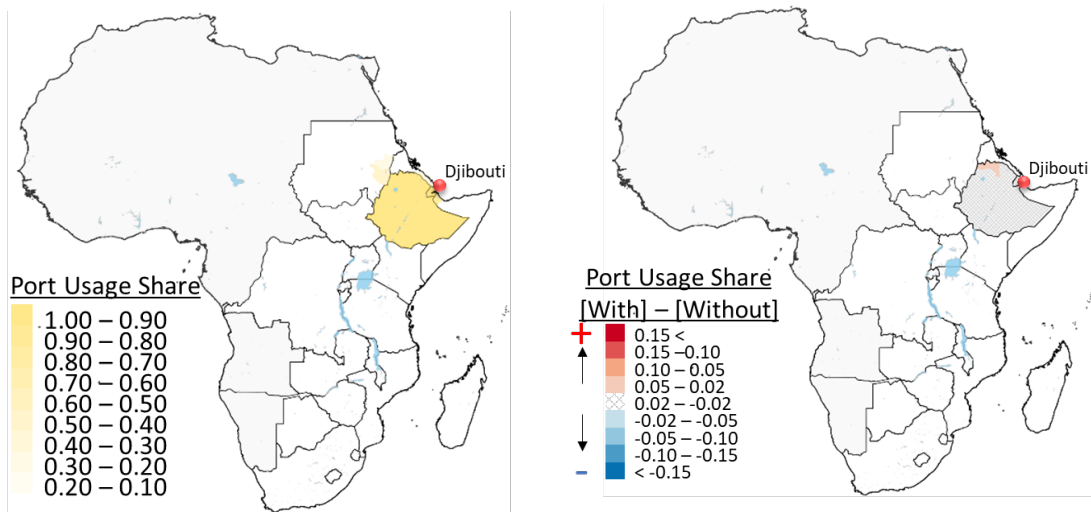 Djibouti
Port Usage Share
1.00 – 0.90
0.90 – 0.80
0.80 – 0.70
0.70 – 0.60
0.60 – 0.50
0.50 – 0.40
0.40 – 0.30
0.30 – 0.20
0.20 – 0.10
Djibouti
Port Usage Share
[With] – [Without]
+
0.15 <
0.15 –0.10
0.10 – 0.05
0.05 – 0.02
0.02 – -0.02
-0.02 – -0.05
-0.05 – -0.10
-0.10 – -0.15
< -0.15
-